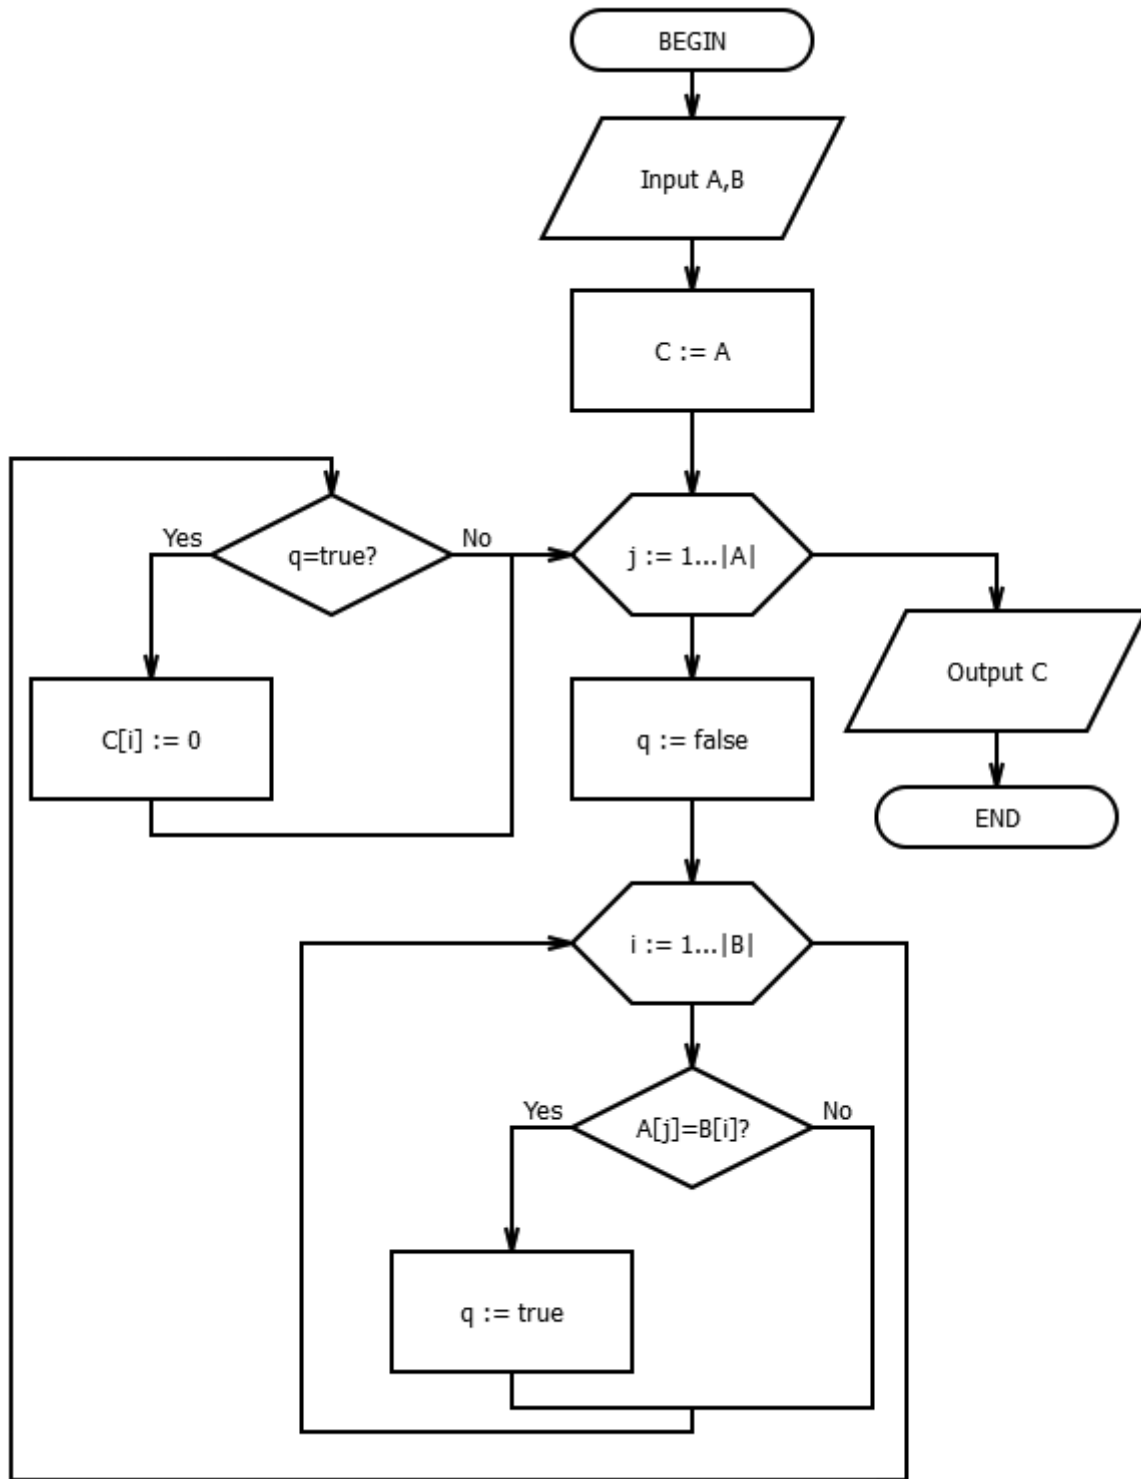 BEGIN
Input A,B
C := A
Yes
q=true?
No
j := 1...|A|
C[i] := 0
q := false
Output C
END
i := 1...|B|
Yes
A[j]=B[i]?
No
q := true